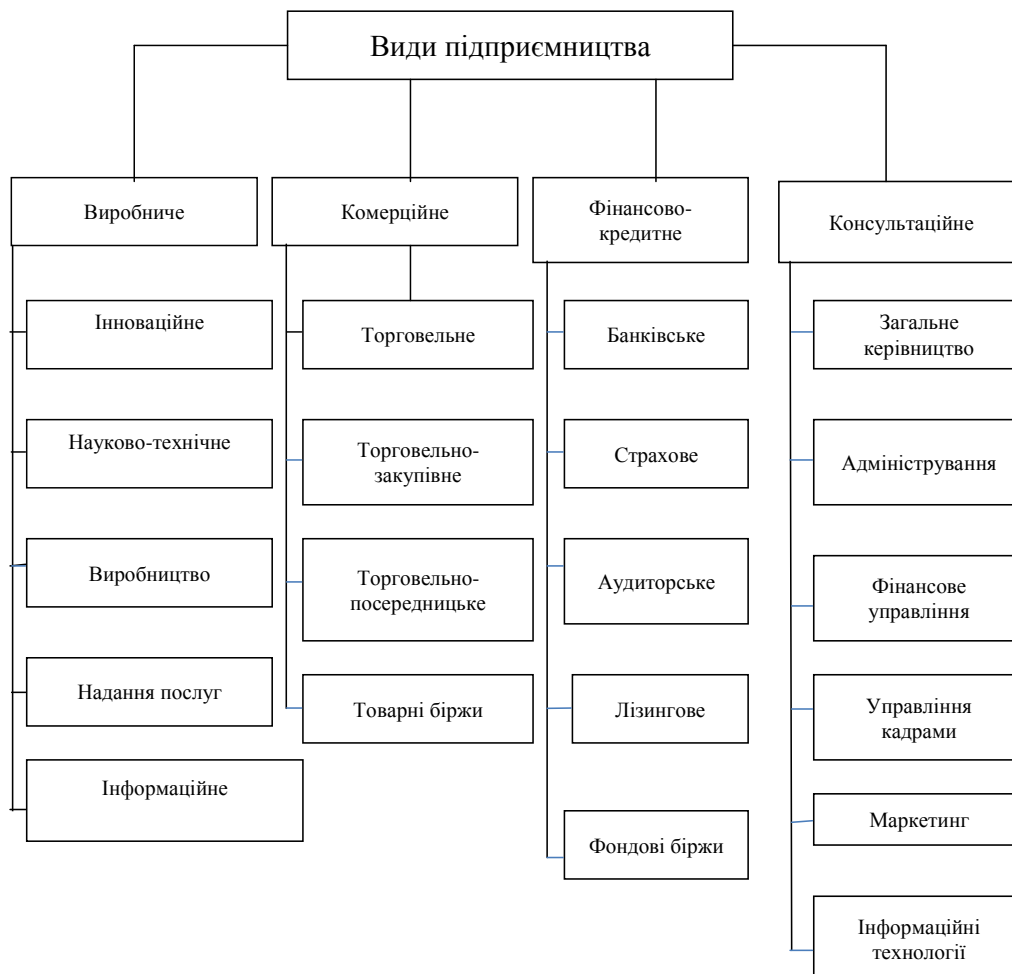 Види підприємництва
Виробниче
Інноваційне
Науково-технічне
Виробництво
Надання послуг
Інформаційне
Комерційне
Торговельне
Торговельно-
закупівне
Торговельно-
посередницьке
Товарні біржи
Фінансово-
кредитне
Банківське
Страхове
Аудиторське
Лізингове
Фондові біржи
Консультаційне
Загальне
керівництво
Адміністрування
Фінансове
управління
Управління
кадрами
Маркетинг
Інформаційні
технології